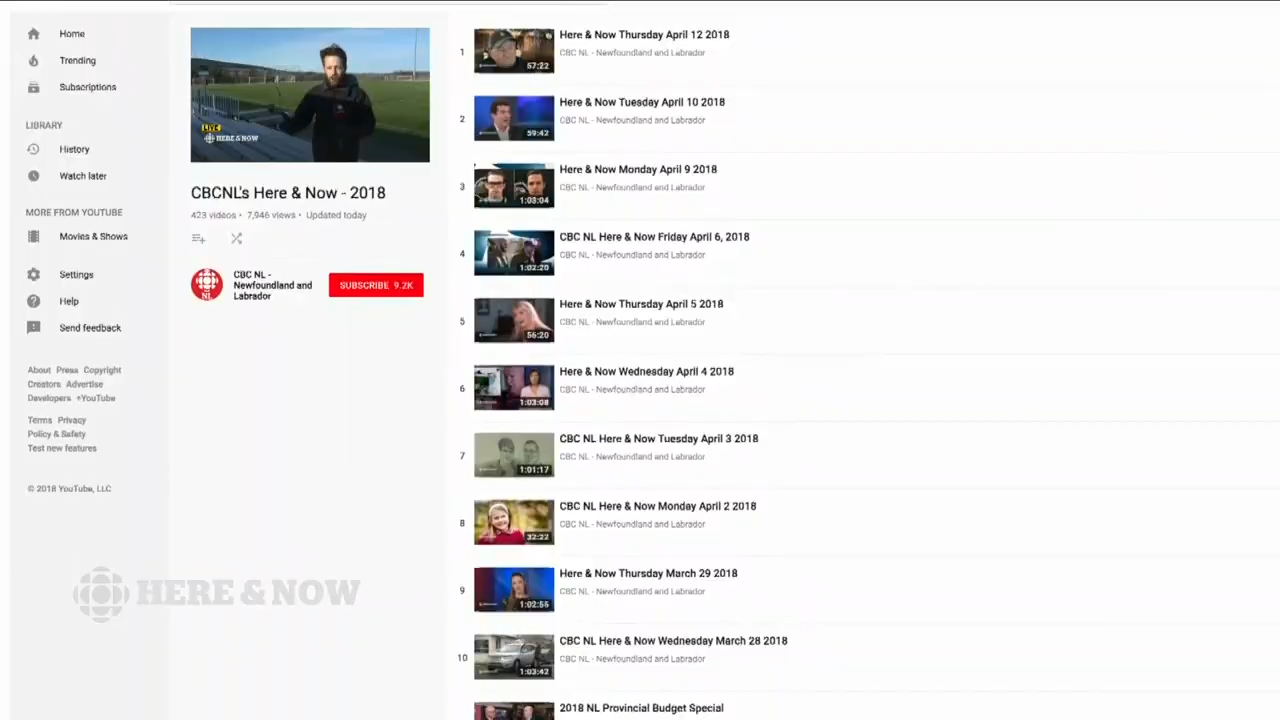 Home
Trending
Subscriptions
LIBRARY
History
Watch later
MORE FROM YOUTUBE
Movies & Shows
Settings
Help
Send feedback
About Press Copyright
Creators Advertise
Developers +YouTube
Terms Privacy
Policy & Safety
Test new features
© 2018 YouTube, LLC
HERE & NOW
LIVE
HERE & NOW
CBCNL's Here & Now - 2018
423 videos • 7,946 views • Updated today
CBC NL -
Newfoundland and
Labrador
NL
SUBSCRIBE 9.2K
1
57:22
Here & Now Thursday April 12 2018
CBC NL - Newfoundland and Labrador
2
59:42
Here & Now Tuesday April 10 2018
CBC NL - Newfoundland and Labrador
3
1:03:04
Here & Now Monday April 9 2018
CBC NL - Newfoundland and Labrador
4
1:02:20
CBC NL Here & Now Friday April 6, 2018
CBC NL - Newfoundland and Labrador
5
56:20
Here & Now Thursday April 5 2018
CBC NL - Newfoundland and Labrador
6
1:03:08
Here & Now Wednesday April 4 2018
CBC NL - Newfoundland and Labrador
7
1:01:17
CBC NL Here & Now Tuesday April 3 2018
CBC NL - Newfoundland and Labrador
8
32:22
CBC NL Here & Now Monday April 2 2018
CBC NL - Newfoundland and Labrador
9
1:02:56
Here & Now Thursday March 29 2018
CBC NL - Newfoundland and Labrador
10
1:03:42
CBC NL Here & Now Wednesday March 28 2018
CBC NL - Newfoundland and Labrador
2018 NL Provincial Budget Special